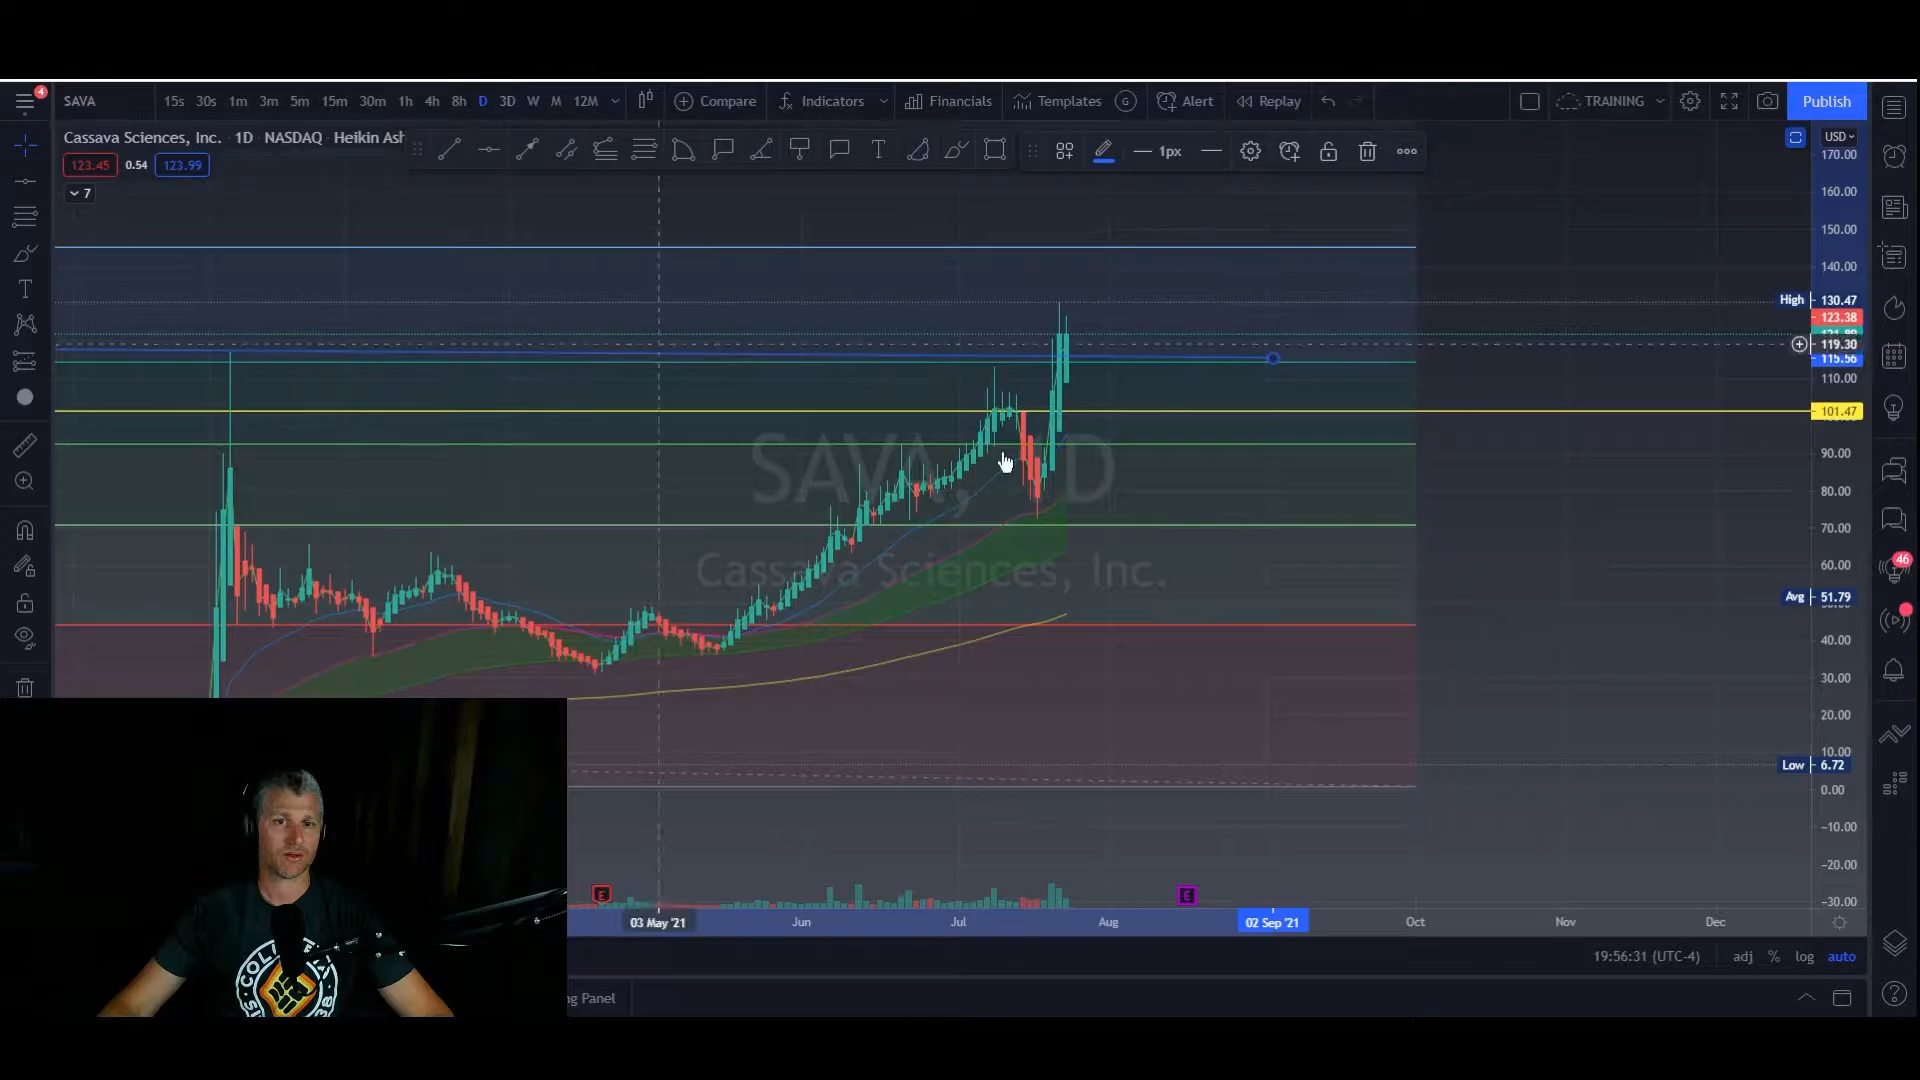 4
SAVA 15s 30s 1m 3m 5m 15m 30m 1h 4h 8h D 3D W M 12M Compare Indicators Financials Templates G Alert Replay TRAINING Publish
Cassava Sciences, Inc. 1D NASDAQ Heikin Ash
1px
USD
123.45 0.54 123.99
7
170.00
160.00
150.00
140.00
High 130.47
123.38
119.30
115.56
110.00
101.47
90.00
80.00
70.00
60.00
Avg 51.79
40.00
30.00
20.00
10.00
Low 6.72
0.00
-10.00
-20.00
-30.00
SAVA, 1D
Cassava Sciences, Inc.
46
E
E
03 May '21 Jun Jul Aug 02 Sep '21 Oct Nov Dec
19:56:31 (UTC-4) adj % log auto
ng Panel